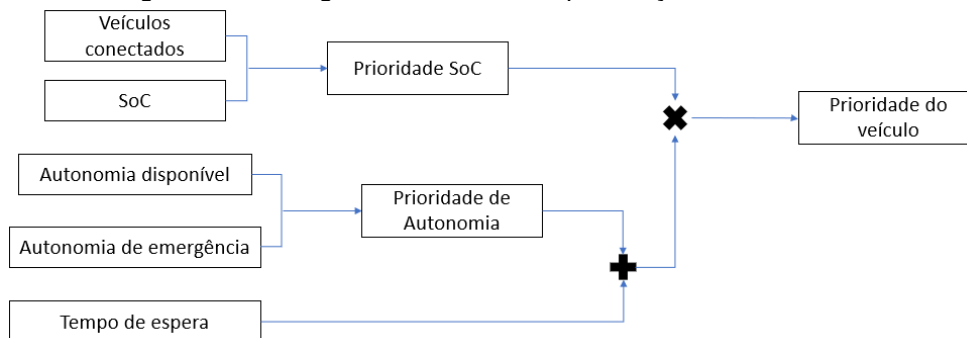 Veículos
conectados
SoC
Prioridade SoC
Prioridade do
veículo
Autonomia disponível
Prioridade de
Autonomia
Autonomia de emergência
Tempo de espera